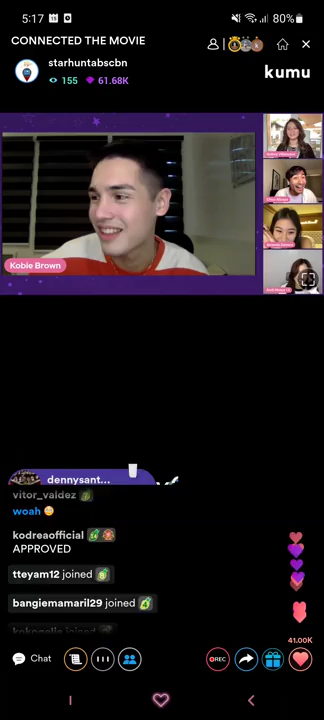 5:17
80%
CONNECTED THE MOVIE
starhuntabscbn
155 61.68K
kumu
Kobie Brown
dennysant...
vitor_valdez
woah 😳
kodreaofficial
APPROVED
tteyam12 joined
bangiemamaril29 joined
joined
41.00K
Chat
REC